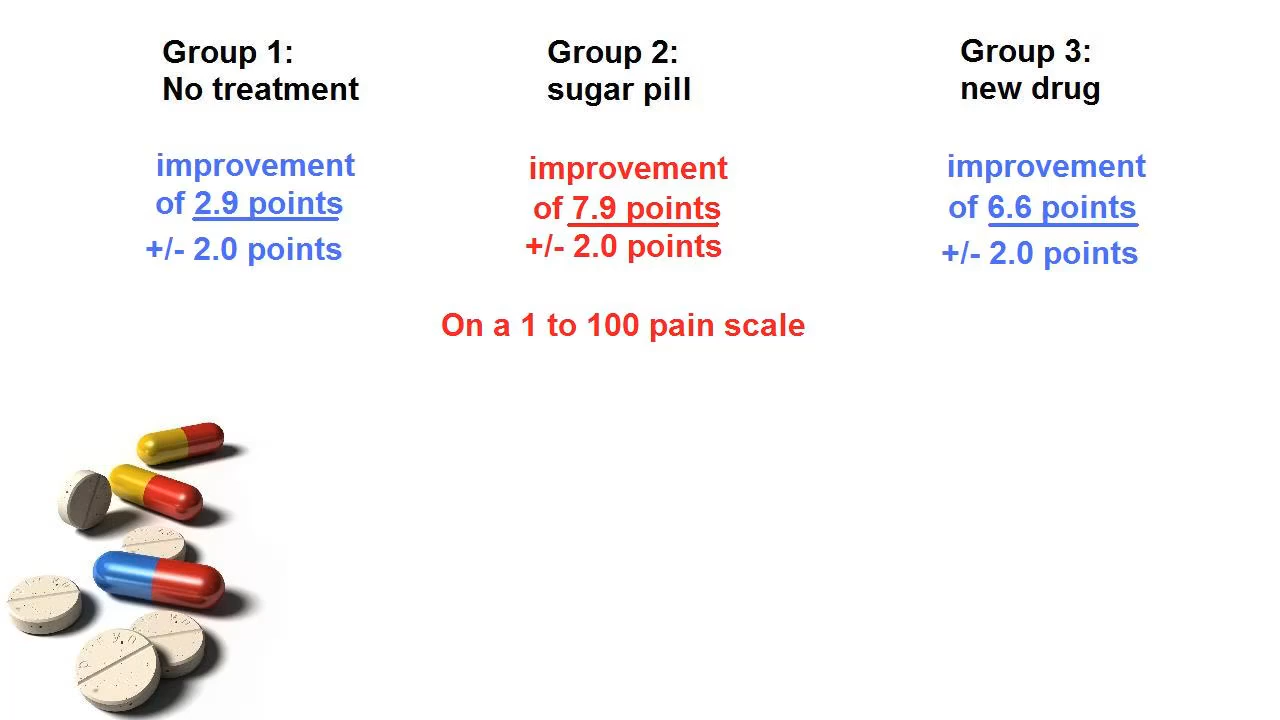 Group 1:
No treatment
improvement
of 2.9 points
+/- 2.0 points
Group 2:
sugar pill
improvement
of 7.9 points
+/- 2.0 points
Group 3:
new drug
improvement
of 6.6 points
+/- 2.0 points
On a 1 to 100 pain scale